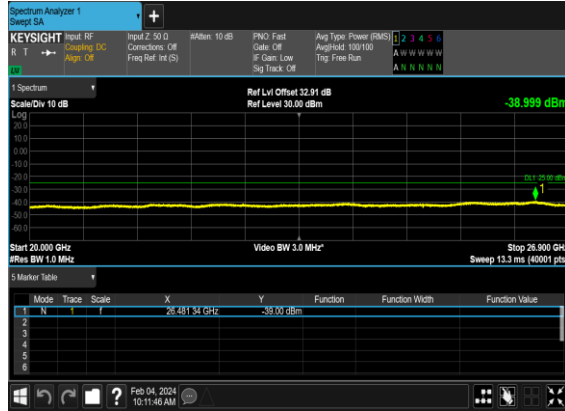 Spectrum Analyzer 1
Swept SA
+
KEYSIGHT Input: RF Input Z: 50 Ω #Atten: 10 dB PNO: Fast Avg Type: Power (RMS) 1 2 3 4 5 6
R T Coupling: DC Corrections: Off Gate: Off Avg|Hold: 100/100 A W W W W W
Align: Off Freq Ref: Int (S) IF Gain: Low Trig: Free Run
Sig Track: Off A N N N N N
1 Spectrum
Ref Lvl Offset 32.91 dB
Scale/Div 10 dB Ref Level 30.00 dBm -38.999 dBm
Log
20.0
10.0
0.00
-10.0
-20.0
DL1 -25.00 dBm
-30.0
1
-40.0
-50.0
-60.0
Start 20.000 GHz Video BW 3.0 MHz* Stop 26.900 GH
#Res BW 1.0 MHz Sweep 13.3 ms (40001 pts
5 Marker Table
Mode Trace Scale X Y Function Function Width Function Value
1 N 1 f 26.481 34 GHz -39.00 dBm
2
3
4
5
6
? Feb 04, 2024
10:11:46 AM